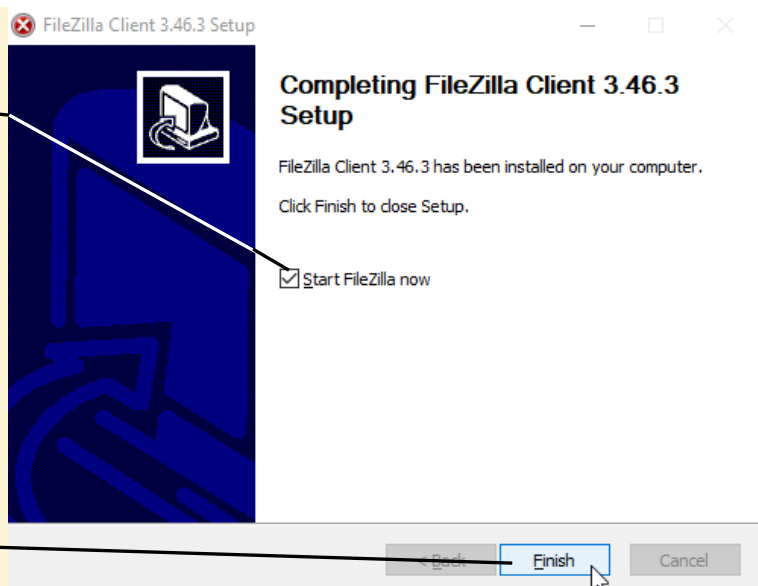 FileZilla Client 3.46.3 Setup
Completing FileZilla Client 3.46.3
Setup
FileZilla Client 3.46.3 has been installed on your computer.
Click Finish to close Setup.
Start FileZilla now
< Back Finish Cancel